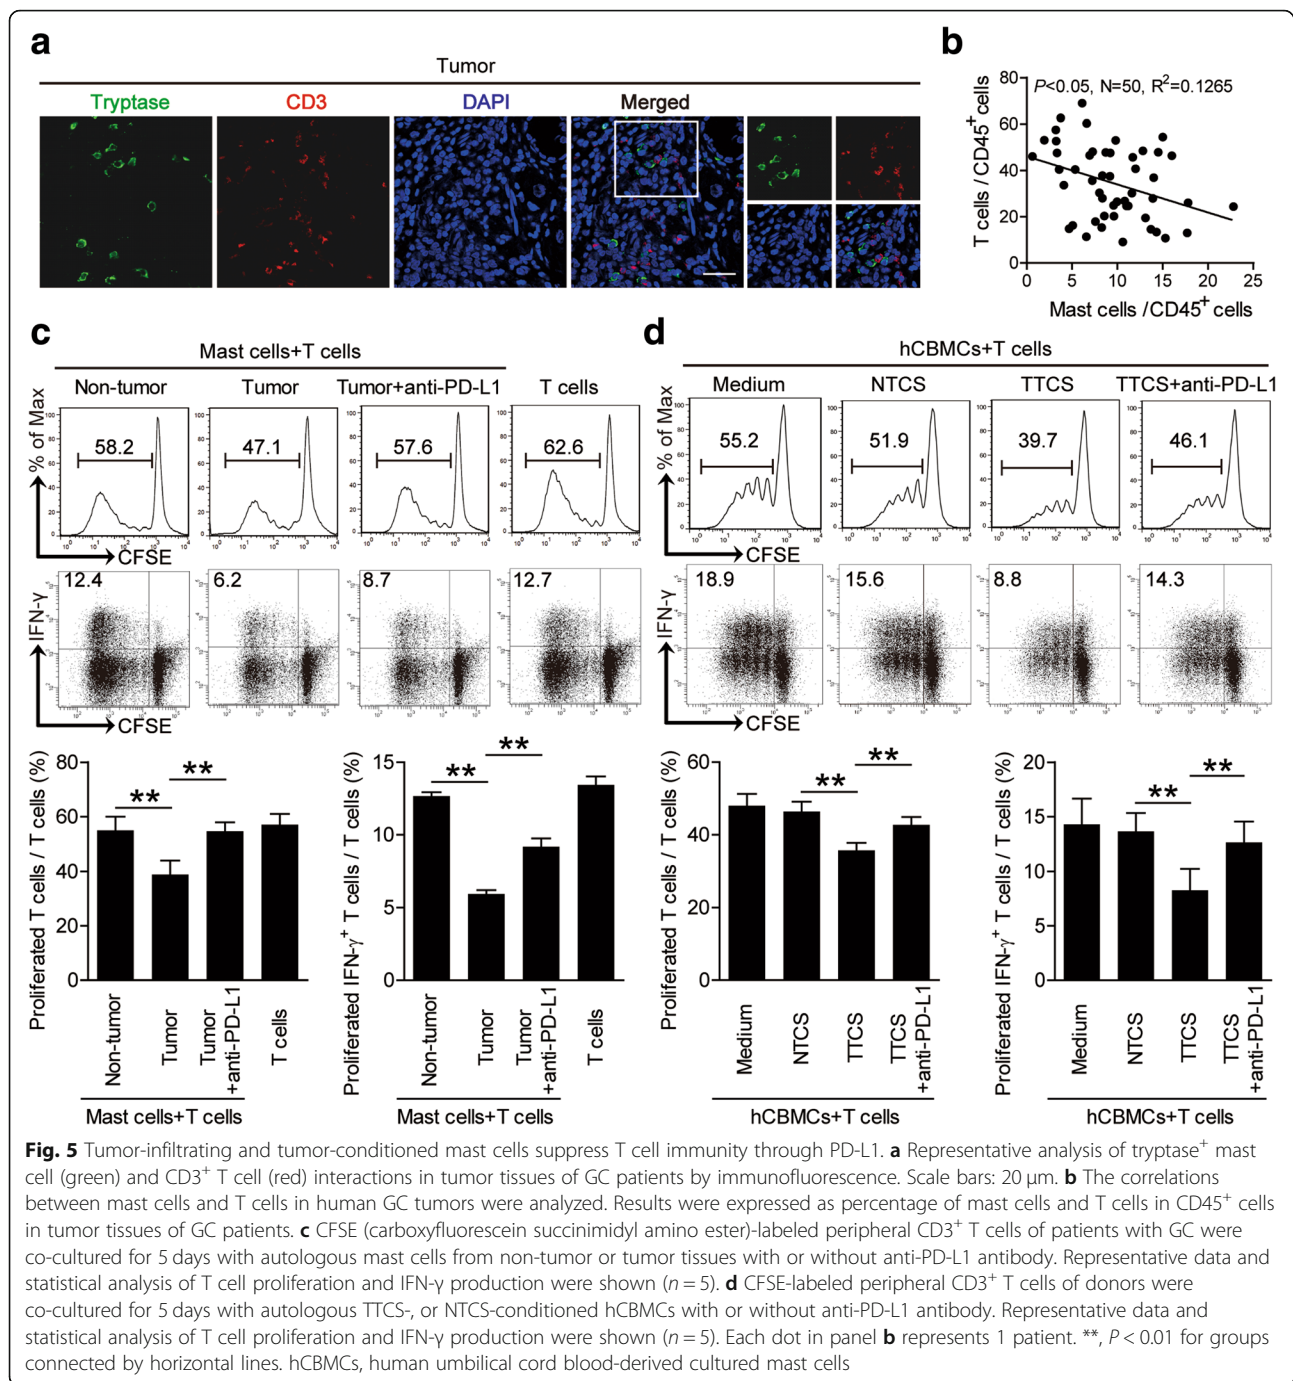 a
Tumor
Tryptase CD3 DAPI Merged
b
P<0.05, N=50, R²=0.1265
T cells / CD45⁺ cells
80
60
40
20
0
0 5 10 15 20 25
Mast cells /CD45⁺ cells
c
Mast cells+T cells
Non-tumor Tumor Tumor+anti-PD-L1 T cells
% of Max
58.2 47.1 57.6 62.6
CFSE
IFN-γ
12.4 6.2 8.7 12.7
CFSE
Proliferated T cells / T cells (%)
80
60
40
20
0
** **
Non-tumor
Tumor
Tumor
+anti-PD-L1
T cells
Mast cells+T cells
Proliferated IFN-γ⁺ T cells / T cells (%)
15
10
5
0
** **
Non-tumor
Tumor
Tumor
+anti-PD-L1
T cells
Mast cells+T cells
d
hCBMCs+T cells
Medium NTCS TTCS TTCS+anti-PD-L1
% of Max
55.2 51.9 39.7 46.1
CFSE
IFN-γ
18.9 15.6 8.8 14.3
CFSE
Proliferated T cells / T cells (%)
60
40
20
0
** **
Medium
NTCS
TTCS
TTCS
+anti-PD-L1
hCBMCs+T cells
Proliferated IFN-γ⁺ T cells / T cells (%)
20
15
10
5
0
** **
Medium
NTCS
TTCS
TTCS
+anti-PD-L1
hCBMCs+T cells
Fig. 5 Tumor-infiltrating and tumor-conditioned mast cells suppress T cell immunity through PD-L1. a Representative analysis of tryptase⁺ mast
cell (green) and CD3⁺ T cell (red) interactions in tumor tissues of GC patients by immunofluorescence. Scale bars: 20 μm. b The correlations
between mast cells and T cells in human GC tumors were analyzed. Results were expressed as percentage of mast cells and T cells in CD45⁺ cells
in tumor tissues of GC patients. c CFSE (carboxyfluorescein succinimidyl amino ester)-labeled peripheral CD3⁺ T cells of patients with GC were
co-cultured for 5 days with autologous mast cells from non-tumor or tumor tissues with or without anti-PD-L1 antibody. Representative data and
statistical analysis of T cell proliferation and IFN-γ production were shown (n = 5). d CFSE-labeled peripheral CD3⁺ T cells of donors were
co-cultured for 5 days with autologous TTCS-, or NTCS-conditioned hCBMCs with or without anti-PD-L1 antibody. Representative data and
statistical analysis of T cell proliferation and IFN-γ production were shown (n = 5). Each dot in panel b represents 1 patient. **, P < 0.01 for groups
connected by horizontal lines. hCBMCs, human umbilical cord blood-derived cultured mast cells